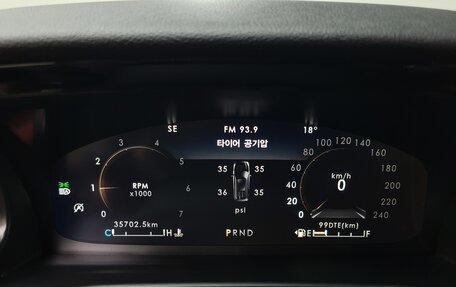 SE FM 93.9 18°
타이어 공기압
35 35
36 35
psi
0 1 2 3 4 5 6 7
RPM
x1000
0 20 40 60 80 100 120 140 160 180 200 220 240
km/h
0
35702.5km
99DTE(km)
C H
PRND
E F